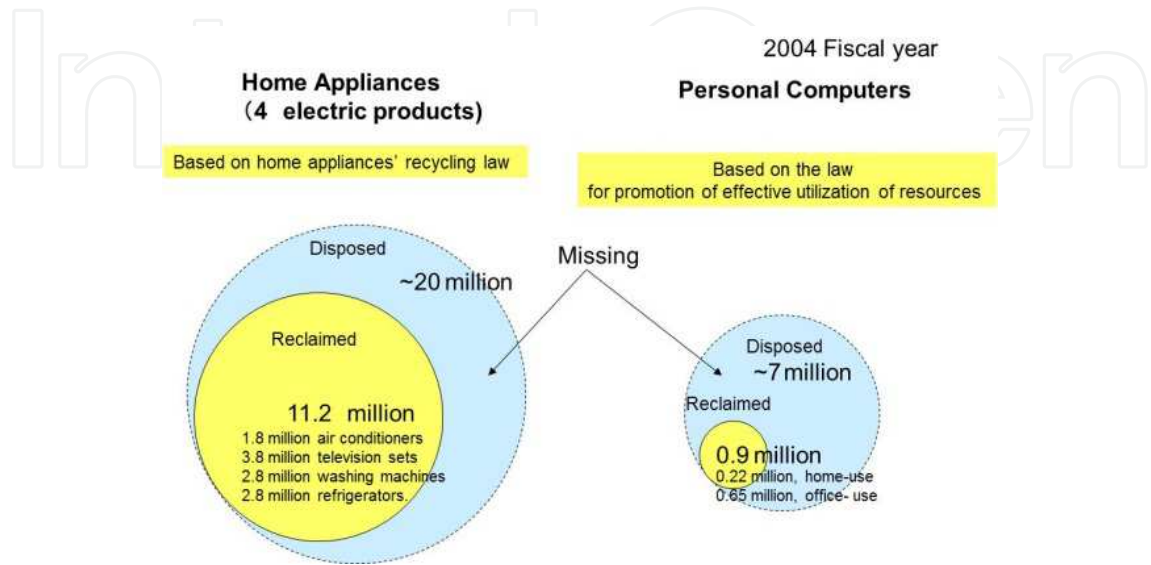 2004 Fiscal year
Home Appliances
(4 electric products)
Based on home appliances' recycling law
Personal Computers
Based on the law
for promotion of effective utilization of resources
Disposed
~20 million
Reclaimed
11.2 million
1.8 million air conditioners
3.8 million television sets
2.8 million washing machines
2.8 million refrigerators.
Missing
Disposed
~7 million
Reclaimed
0.9 million
0.22 million, home-use
0.65 million, office- use